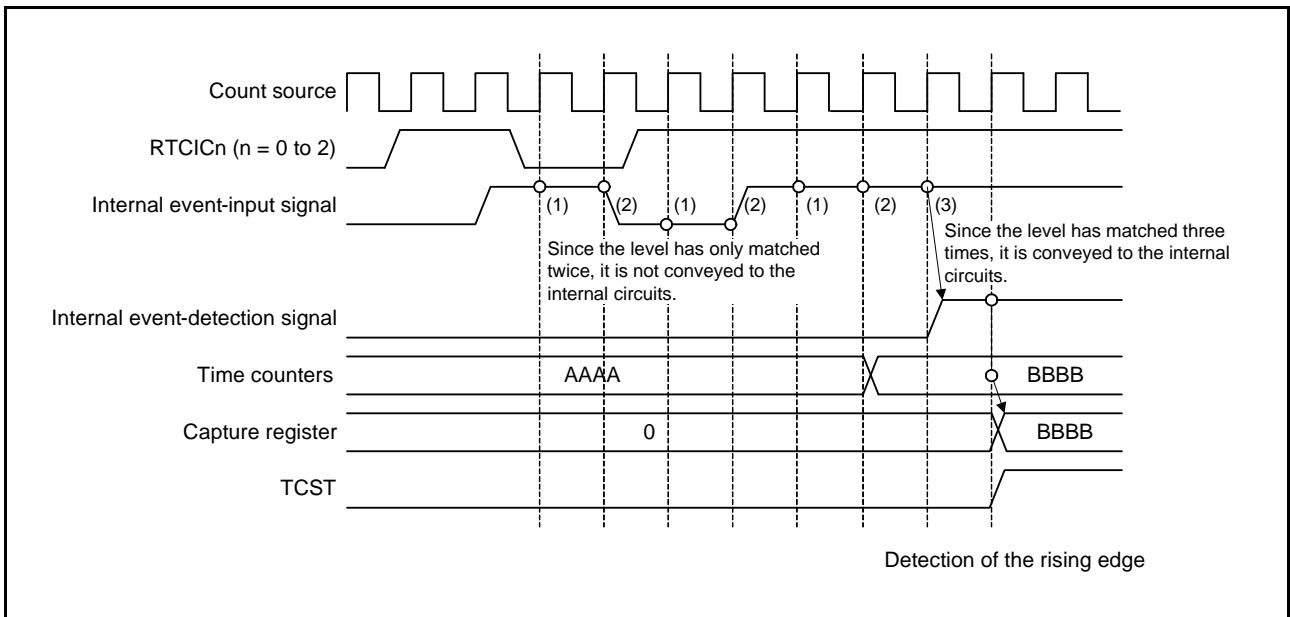 Count source
RTCICn (n = 0 to 2)
Internal event-input signal
(1)
(2)
(1)
(2)
(1)
(2)
(3)
Since the level has only matched
twice, it is not conveyed to the
internal circuits.
Since the level has matched three
times, it is conveyed to the internal
circuits.
Internal event-detection signal
Time counters
AAAA
BBBB
Capture register
0
BBBB
TCST
Detection of the rising edge